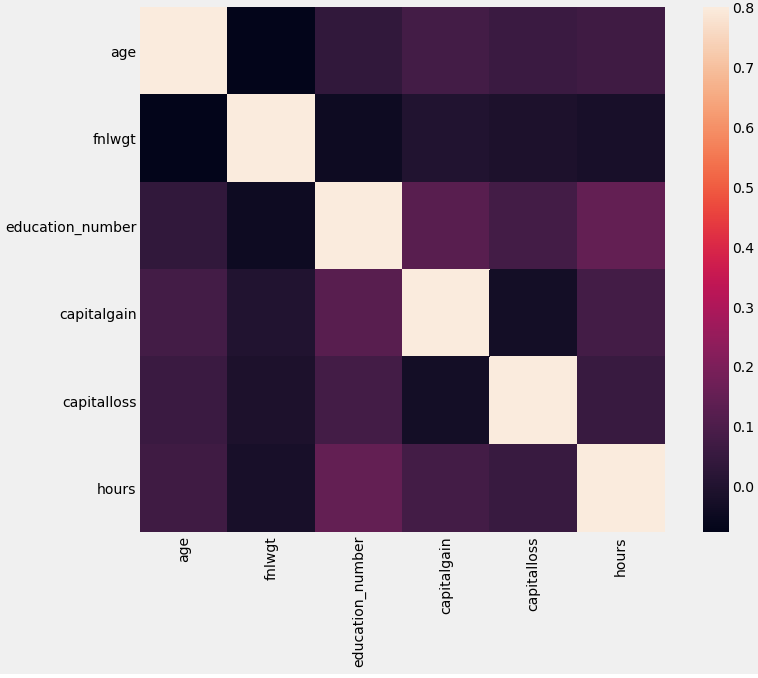 age
fnlwgt
education_number
capitalgain
capitalloss
hours
age
fnlwgt
education_number
capitalgain
capitalloss
hours
0.8
0.7
0.6
0.5
0.4
0.3
0.2
0.1
0.0